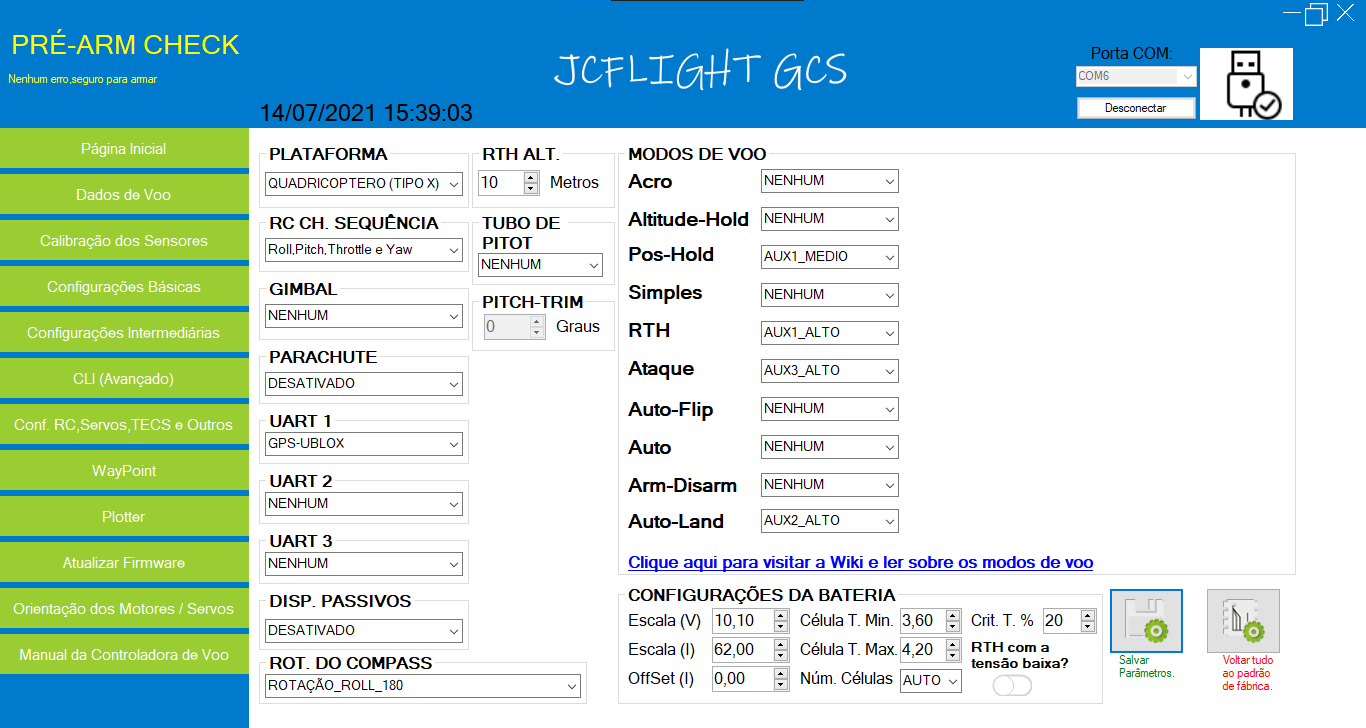 PRÉ-ARM CHECK
Nenhum erro,seguro para armar
JCFLIGHT GCS
14/07/2021 15:39:03
Porta COM:
COM6
Desconectar
Página Inicial
Dados de Voo
Calibração dos Sensores
Configurações Básicas
Configurações Intermediárias
CLI (Avançado)
Conf. RC,Servos,TECS e Outros
WayPoint
Plotter
Atualizar Firmware
Orientação dos Motores / Servos
Manual da Controladora de Voo
PLATAFORMA
QUADRICOPTERO (TIPO X)
RC CH. SEQUÊNCIA
Roll,Pitch,Throttle e Yaw
GIMBAL
NENHUM
PARACHUTE
DESATIVADO
UART 1
GPS-UBLOX
UART 2
NENHUM
UART 3
NENHUM
DISP. PASSIVOS
DESATIVADO
ROT. DO COMPASS
ROTAÇÃO_ROLL_180
RTH ALT.
10 Metros
TUBO DE
PITOT
NENHUM
PITCH-TRIM
0 Graus
MODOS DE VOO
Acro NENHUM
Altitude-Hold NENHUM
Pos-Hold AUX1_MEDIO
Simples NENHUM
RTH AUX1_ALTO
Ataque AUX3_ALTO
Auto-Flip NENHUM
Auto NENHUM
Arm-Disarm NENHUM
Auto-Land AUX2_ALTO
Clique aqui para visitar a Wiki e ler sobre os modos de voo
CONFIGURAÇÕES DA BATERIA
Escala (V) 10,10 Célula T. Min. 3,60 Crit. T. % 20
Escala (I) 62,00 Célula T. Max. 4,20
OffSet (I) 0,00 Núm. Células AUTO
RTH com a
tensão baixa?
Salvar
Parâmetros.
Voltar tudo
ao padrão
de fábrica.